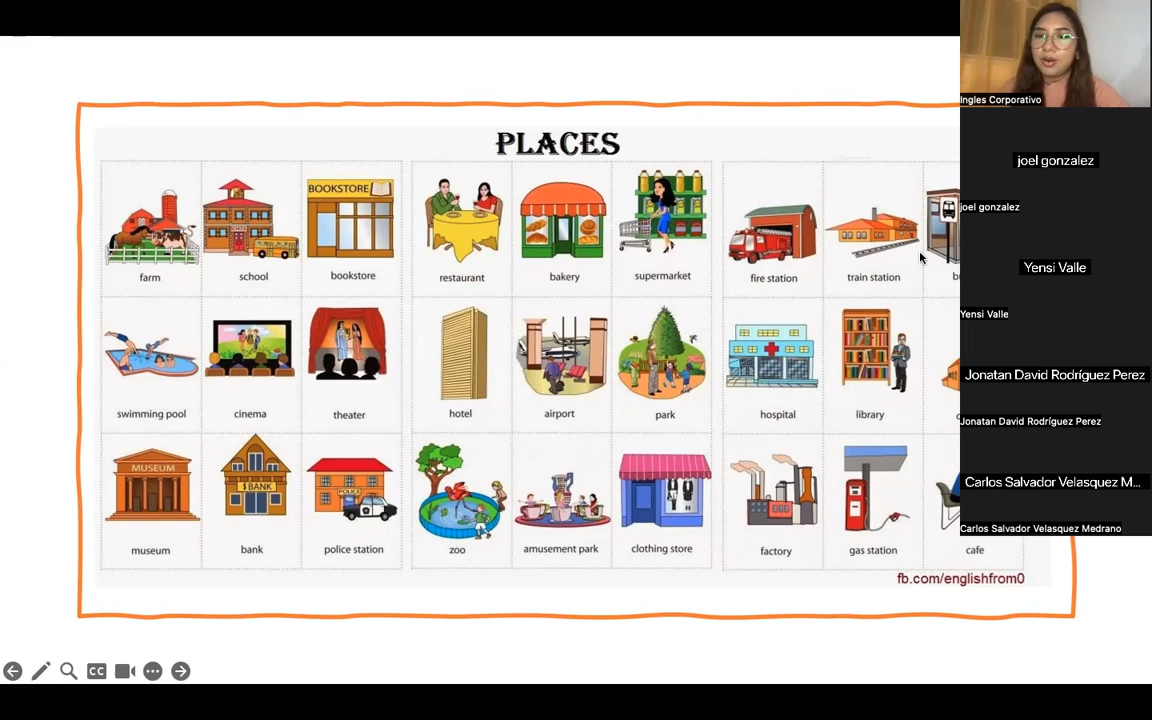 PLACES
BOOKSTORE
farm
school
bookstore
restaurant
bakery
supermarket
fire station
train station
swimming pool
cinema
theater
hotel
airport
park
hospital
library
MUSEUM
$ BANK
POLICE
museum
bank
police station
zoo
amusement park
clothing store
factory
gas station
cafe
fb.com/englishfrom0
CC
Ingles Corporativo
joel gonzalez
joel gonzalez
Yensi Valle
Yensi Valle
Jonatan David Rodríguez Perez
Jonatan David Rodríguez Perez
Carlos Salvador Velasquez M...
Carlos Salvador Velasquez Medrano